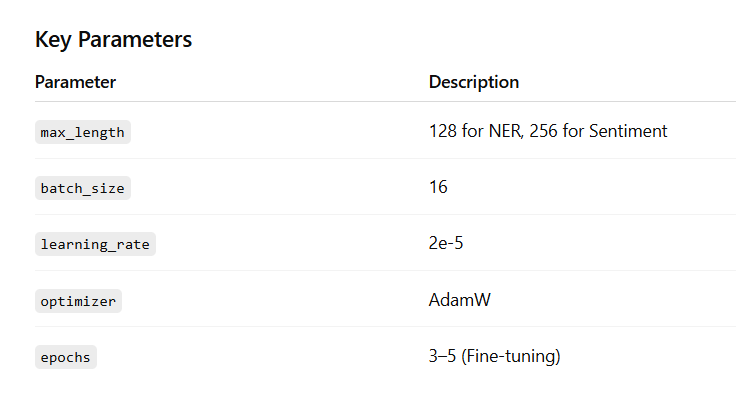 Key Parameters
Parameter Description
max_length 128 for NER, 256 for Sentiment
batch_size 16
learning_rate 2e-5
optimizer AdamW
epochs 3–5 (Fine-tuning)